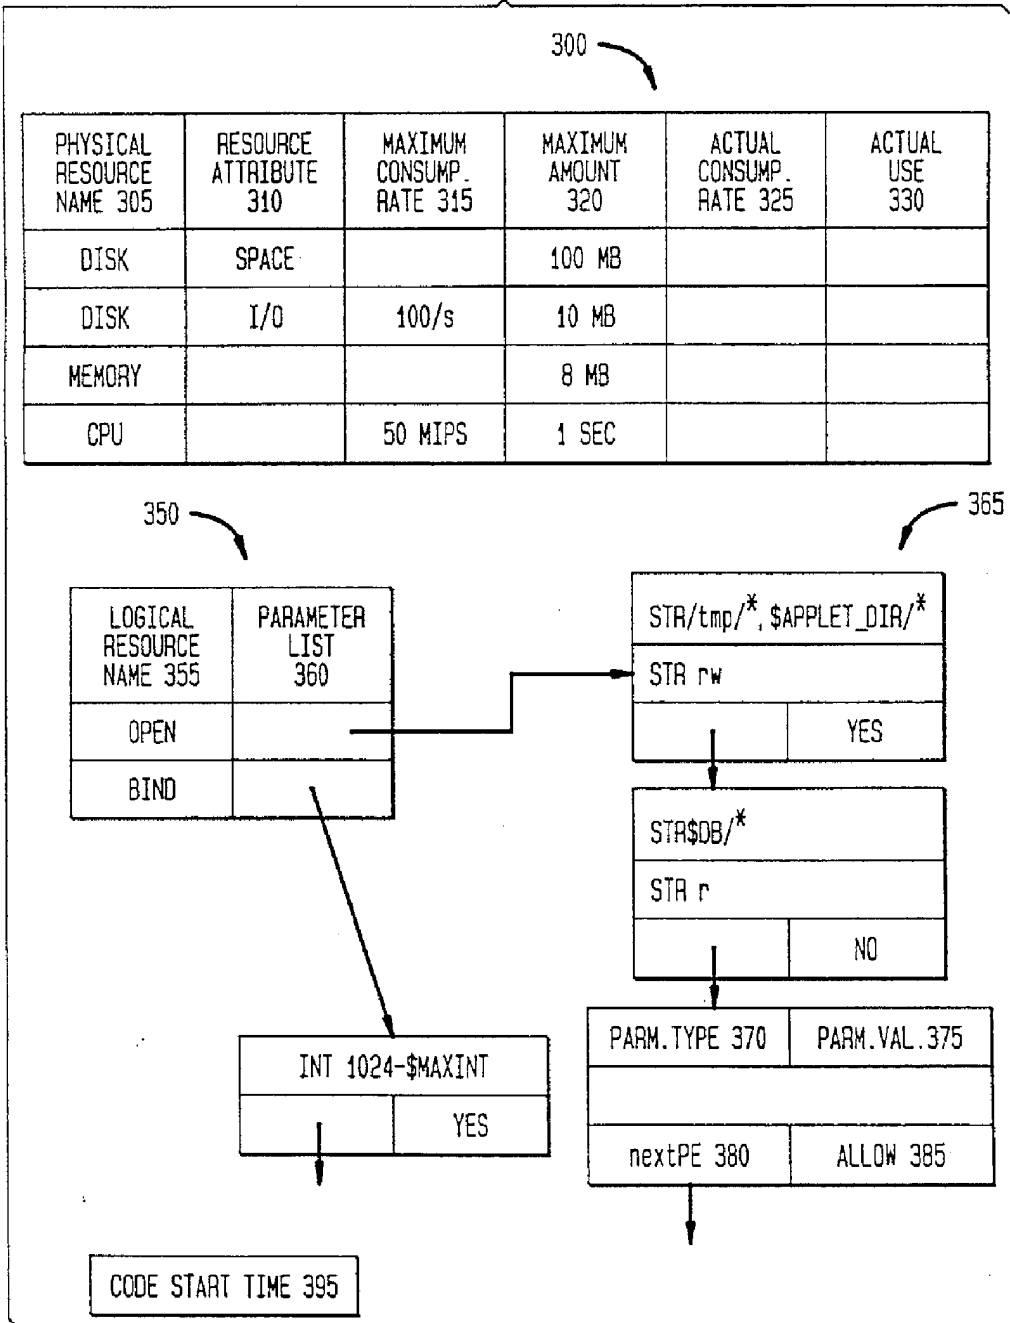 300
PHYSICAL RESOURCE NAME 305
RESOURCE ATTRIBUTE 310
MAXIMUM CONSUMP. RATE 315
MAXIMUM AMOUNT 320
ACTUAL CONSUMP. RATE 325
ACTUAL USE 330
DISK SPACE 100 MB
DISK I/O 100/s 10 MB
MEMORY 8 MB
CPU 50 MIPS 1 SEC
350
365
LOGICAL RESOURCE NAME 355
PARAMETER LIST 360
OPEN
BIND
STR/tmp/*, $APPLET_DIR/*
STR rw
YES
STR$DB/*
STR r
NO
PARM.TYPE 370 PARM.VAL.375
nextPE 380 ALLOW 385
INT 1024-$MAXINT
YES
CODE START TIME 395